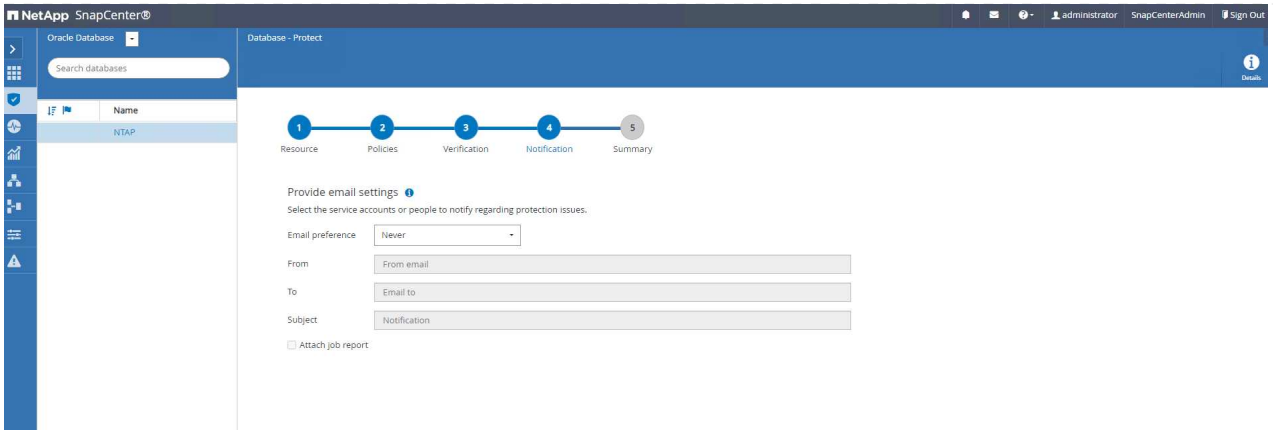 NetApp SnapCenter®
administrator SnapCenterAdmin Sign Out
Oracle Database
Database - Protect
Search databases
Details
Name
NTAP
1 2 3 4 5
Resource Policies Verification Notification Summary
Provide email settings
Select the service accounts or people to notify regarding protection issues.
Email preference Never
From From email
To Email to
Subject Notification
Attach job report